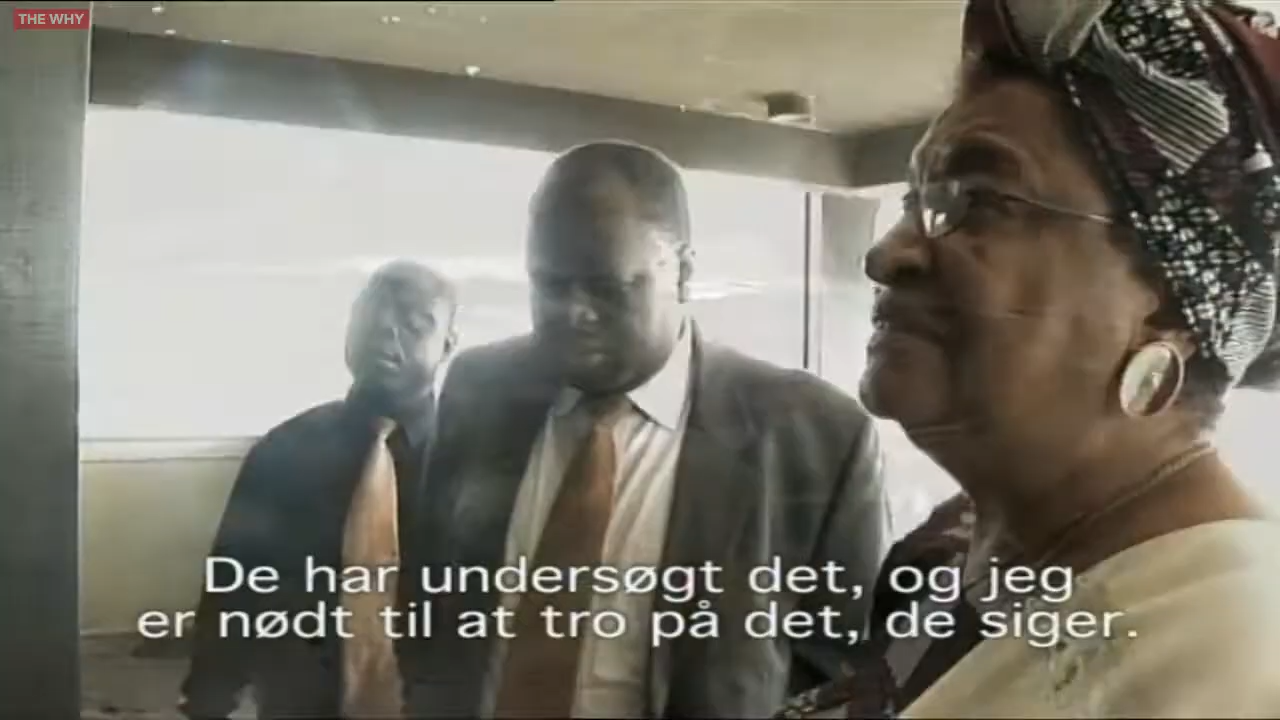 THE WHY
De har undersøgt det, og jeg
er nødt til at tro på det, de siger.